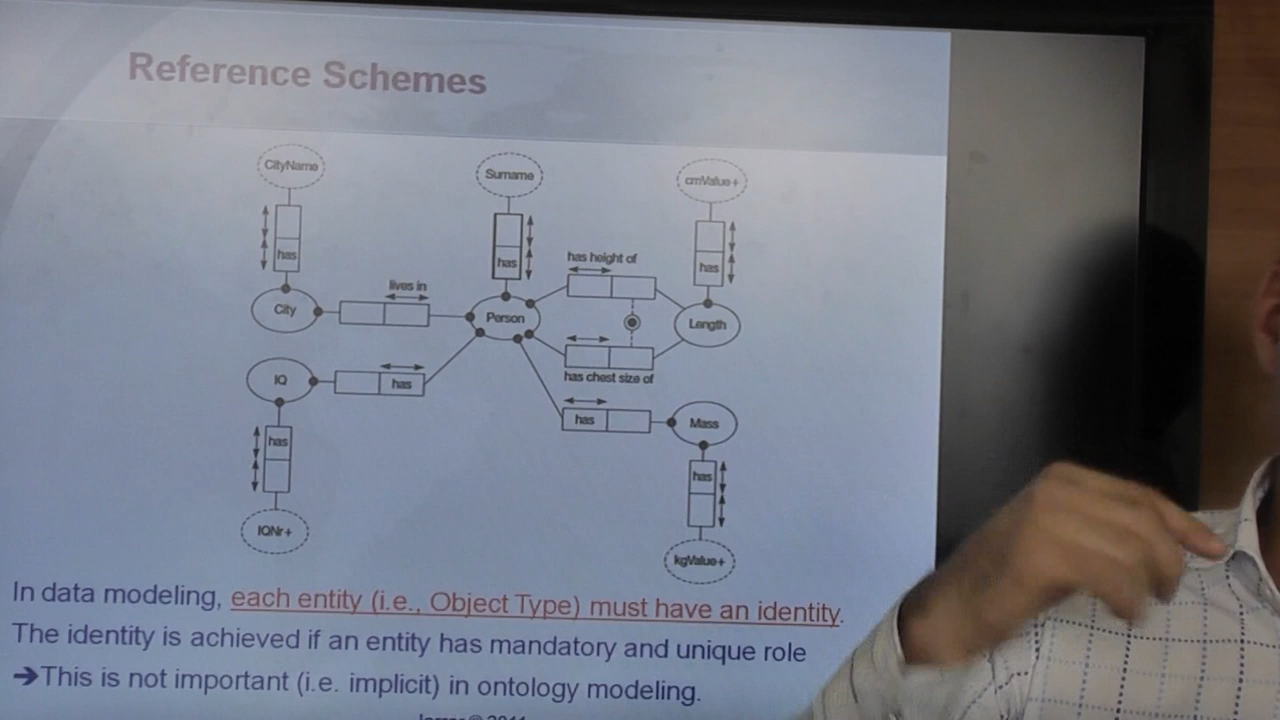 Reference Schemes
CityName
Surname
cmValue+
has
has
has
has height of
lives in
City
Person
Length
IQ
has
has chest size of
has
Mass
has
has
IQNr+
kgValue+
In data modeling, each entity (i.e., Object Type) must have an identity.
The identity is achieved if an entity has mandatory and unique role
➔This is not important (i.e. implicit) in ontology modeling.